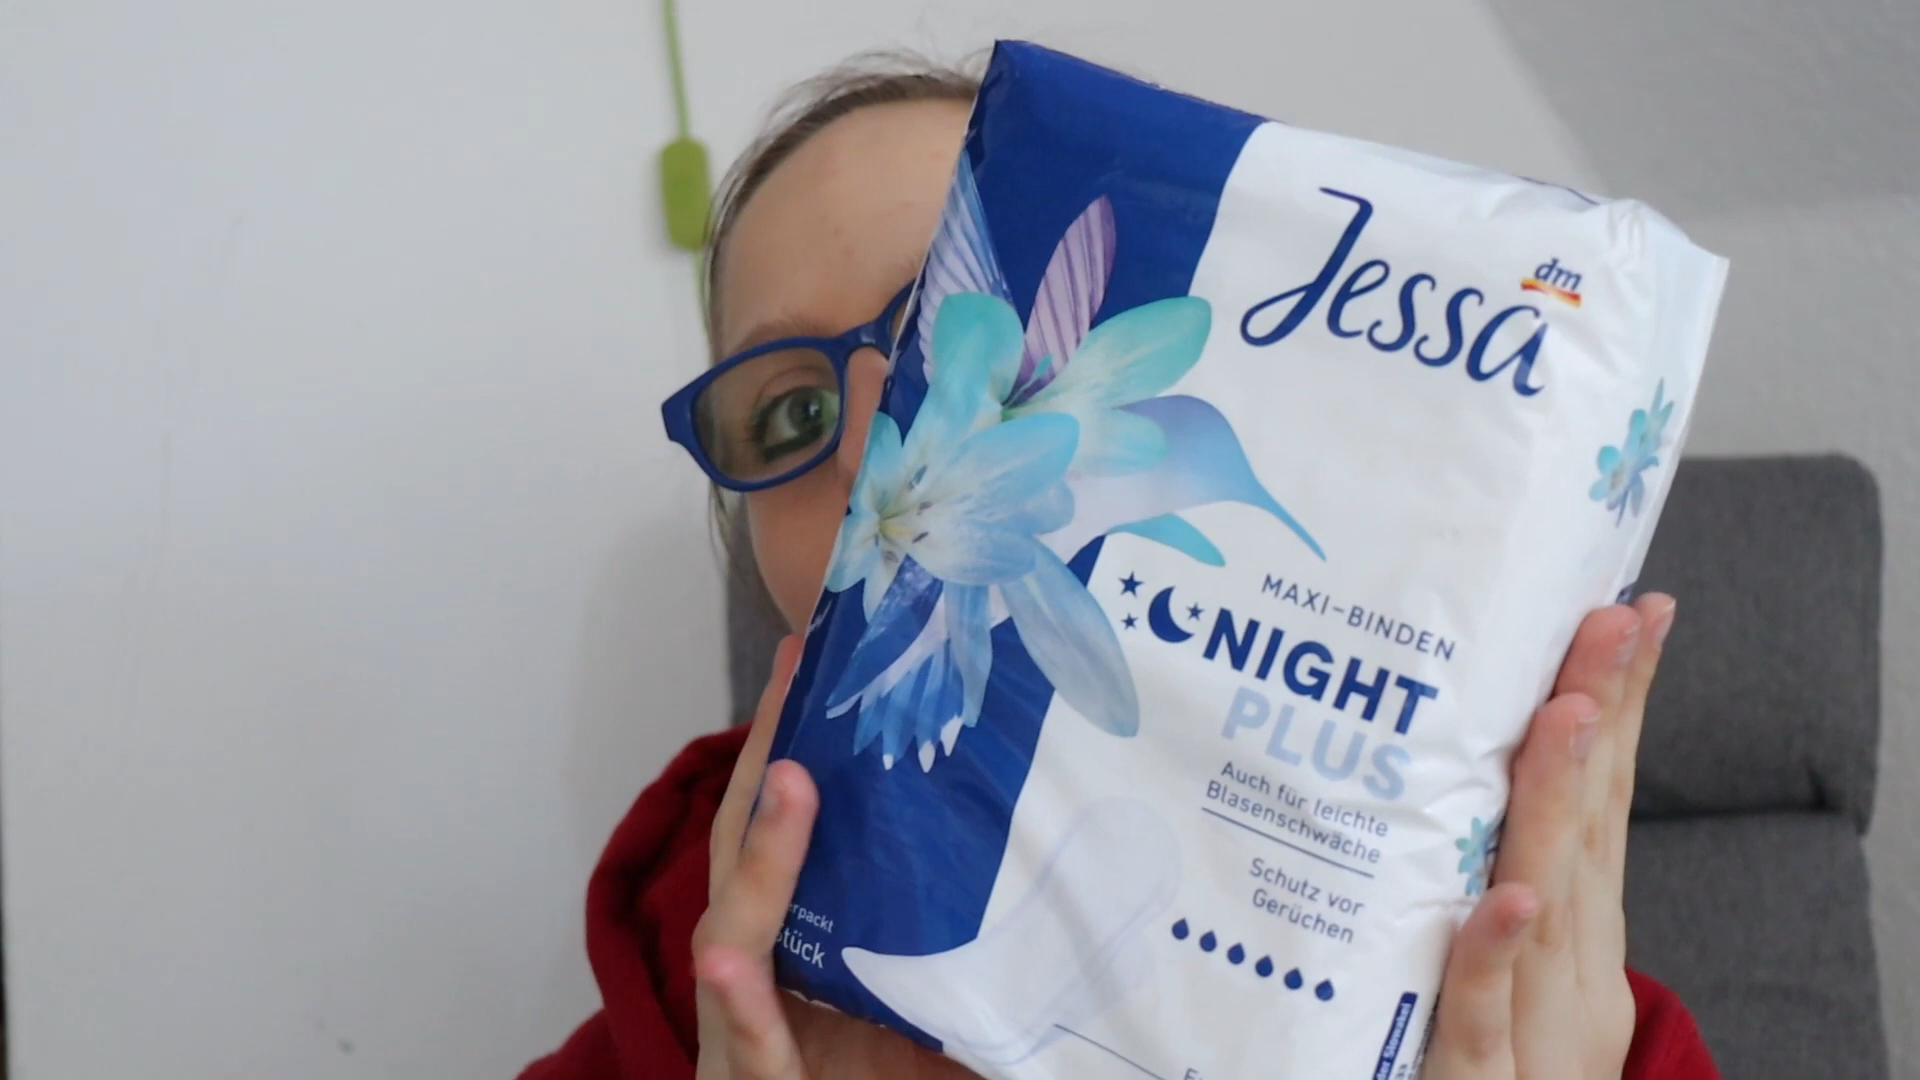 Jessa
dm
MAXI-BINDEN
NIGHT
PLUS
Auch für leichte
Blasenschwäche
Schutz vor
Gerüchen